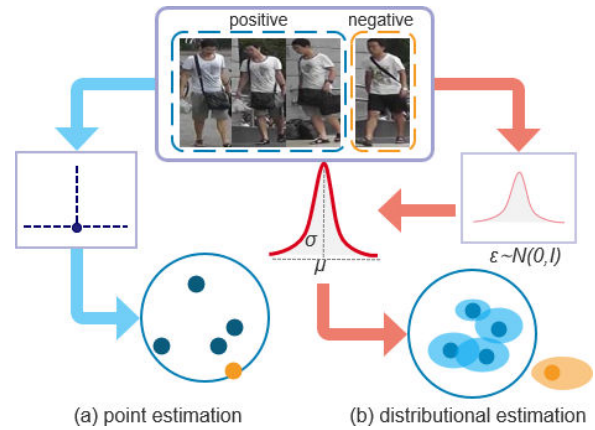 positive negative
σ
μ
ε~N(0,I)
(a) point estimation (b) distributional estimation